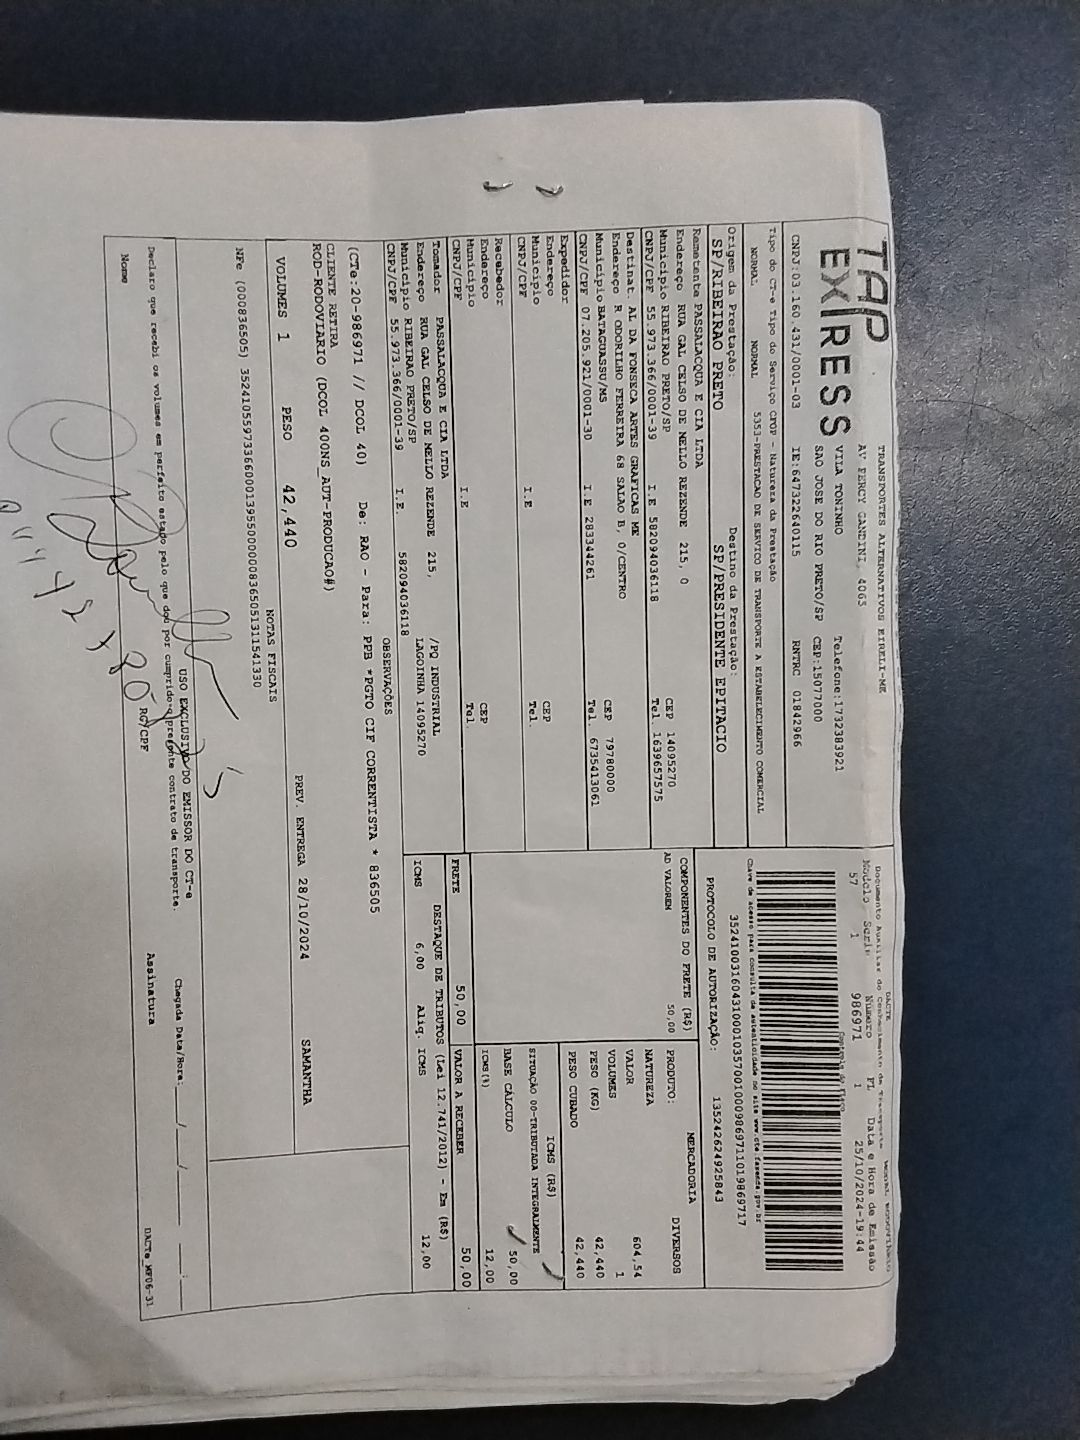 TAP
EXPRESS
TRANSPORTES ALTERNATIVOS EIRELI-ME
AV PERCY GANDINI, 4065
VILA TONINHO Telefone:1732383921
SAO JOSE DO RIO PRETO/SP CEP:15077000
CNPJ:03.160.431/0001-03 IE:647322640115 RNTRC 01842966
DACTE
Documento Auxiliar do Conhecimento de Transporte
Modelo Serie Número FL Data e Hora de Emissão
57 1 986971 1 25/10/2024-19:44
Controle do Fisco
Tipo do CT-e Tipo do Serviço CFOP - Natureza da Prestação
NORMAL NORMAL 5353-PRESTACAO DE SERVICO DE TRANSPORTE A ESTABELECIMENTO COMERCIAL
Chave de acesso para consulta de autenticidade no site www.cte.fazenda.gov.br
35241003160431000103570010009869711019869717
PROTOCOLO DE AUTORIZAÇÃO: 135242624925843
Origem da Prestação: Destino da Prestação:
SP/RIBEIRAO PRETO SP/PRESIDENTE EPITACIO
Remetente PASSALACQUA E CIA LTDA
Endereço RUA GAL CELSO DE MELLO REZENDE 215, 0 CEP 14095270
Município RIBEIRAO PRETO/SP Tel. 1639657575
CNPJ/CPF 55.973.366/0001-39 I.E 582094036118
Destinat. AL DA FONSECA ARTES GRAFICAS ME
Endereço R ODORILHO FERREIRA 68 SALAO B, 0/CENTRO
Município BATAGUASSU/MS CEP 79780000
CNPJ/CPF 07.205.921/0001-30 I.E 283344261 Tel. 6735413061
Expedidor
Endereço CEP
Município Tel.
CNPJ/CPF I.E
Recebedor
Endereço CEP
Município Tel.
CNPJ/CPF I.E
Tomador PASSALACQUA E CIA LTDA
Endereço RUA GAL CELSO DE MELLO REZENDE 215, /PQ INDUSTRIAL
Município RIBEIRAO PRETO/SP LAGOINHA 14095270
CNPJ/CPF 55.973.366/0001-39 I.E. 582094036118
COMPONENTES DO FRETE (R$)
AD VALOREM 50,00
PRODUTO: DIVERSOS
MERCADORIA
NATUREZA
VALOR 604,54
VOLUMES 1
PESO (KG) 42,440
PESO CUBADO 42,440
ICMS (R$)
SITUAÇÃO 00-TRIBUTADA INTEGRALMENTE
BASE CÁLCULO 50,00
ICMS(%) 12,00
FRETE 50,00 VALOR A RECEBER 50,00
DESTAQUE DE TRIBUTOS (Lei 12.741/2012) - Em (R$)
ICMS 6,00 Aliq. ICMS 12,00
OBSERVAÇÕES
(CTe:20-986971 // DCOL 40) De: RAO - Para: PPB *PGTO CIF CORRENTISTA * 836505
CLIENTE RETIRA
ROD-RODOVIARIO (DCOL 400NS_AUT-PRODUCAO#)
VOLUMES 1 PESO 42,440 PREV. ENTREGA 28/10/2024 SAMANTHA
NOTAS FISCAIS
NFe (000836505) 35241055973366000139550000008365051311541330
USO EXCLUSIVO DO EMISSOR DO CT-e
Declaro que recebi os volumes em perfeito estado pelo que dou por cumprido o presente contrato de transporte.
Chegada Data/Hora: __/__/____ __:__
Nome RG/CPF Assinatura DACTe_MF06-31